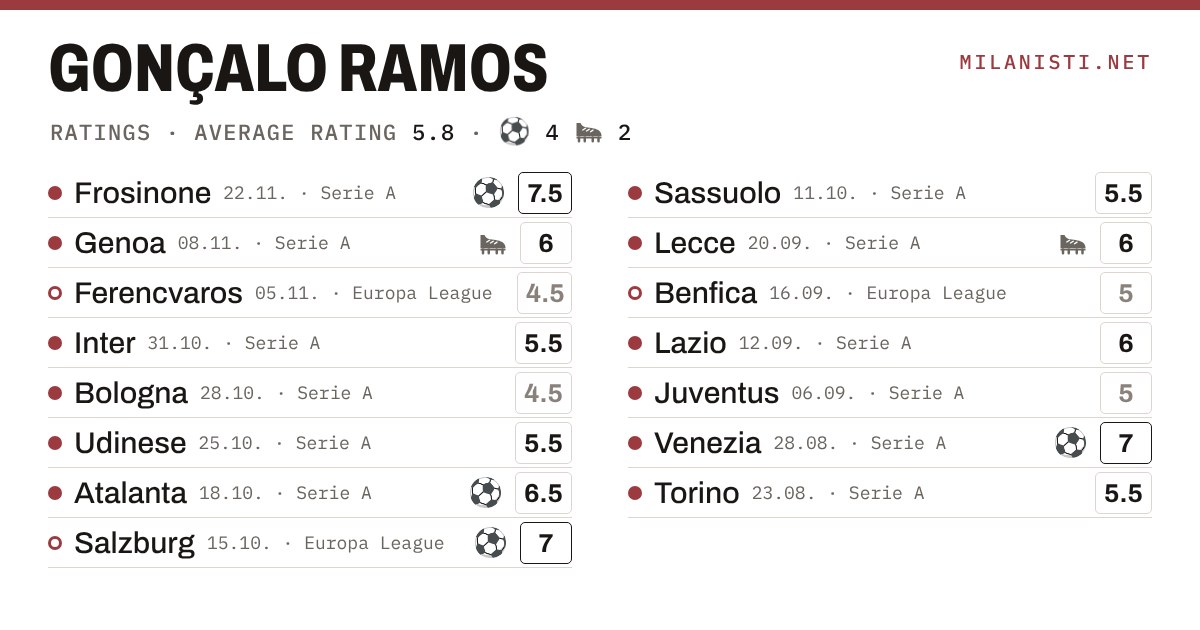 GONÇALO RAMOS
MILANISTI.NET
RATINGS · AVERAGE RATING 5.8 · ⚽ 4 2
Frosinone 22.11. · Serie A ⚽ 7.5
Genoa 08.11. · Serie A 6
Ferencvaros 05.11. · Europa League 4.5
Inter 31.10. · Serie A 5.5
Bologna 28.10. · Serie A 4.5
Udinese 25.10. · Serie A 5.5
Atalanta 18.10. · Serie A ⚽ 6.5
Salzburg 15.10. · Europa League ⚽ 7
Sassuolo 11.10. · Serie A 5.5
Lecce 20.09. · Serie A 6
Benfica 16.09. · Europa League 5
Lazio 12.09. · Serie A 6
Juventus 06.09. · Serie A 5
Venezia 28.08. · Serie A ⚽ 7
Torino 23.08. · Serie A 5.5